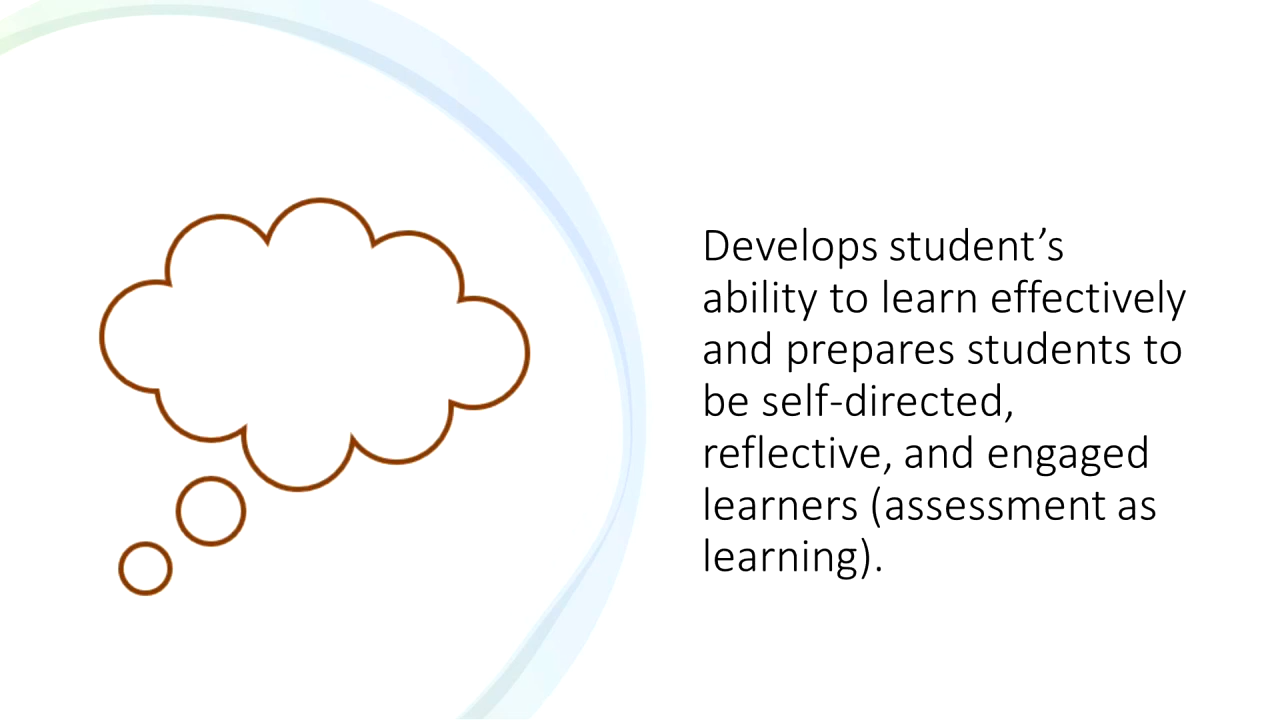 Develops student’s
ability to learn effectively
and prepares students to
be self-directed,
reflective, and engaged
learners (assessment as
learning).